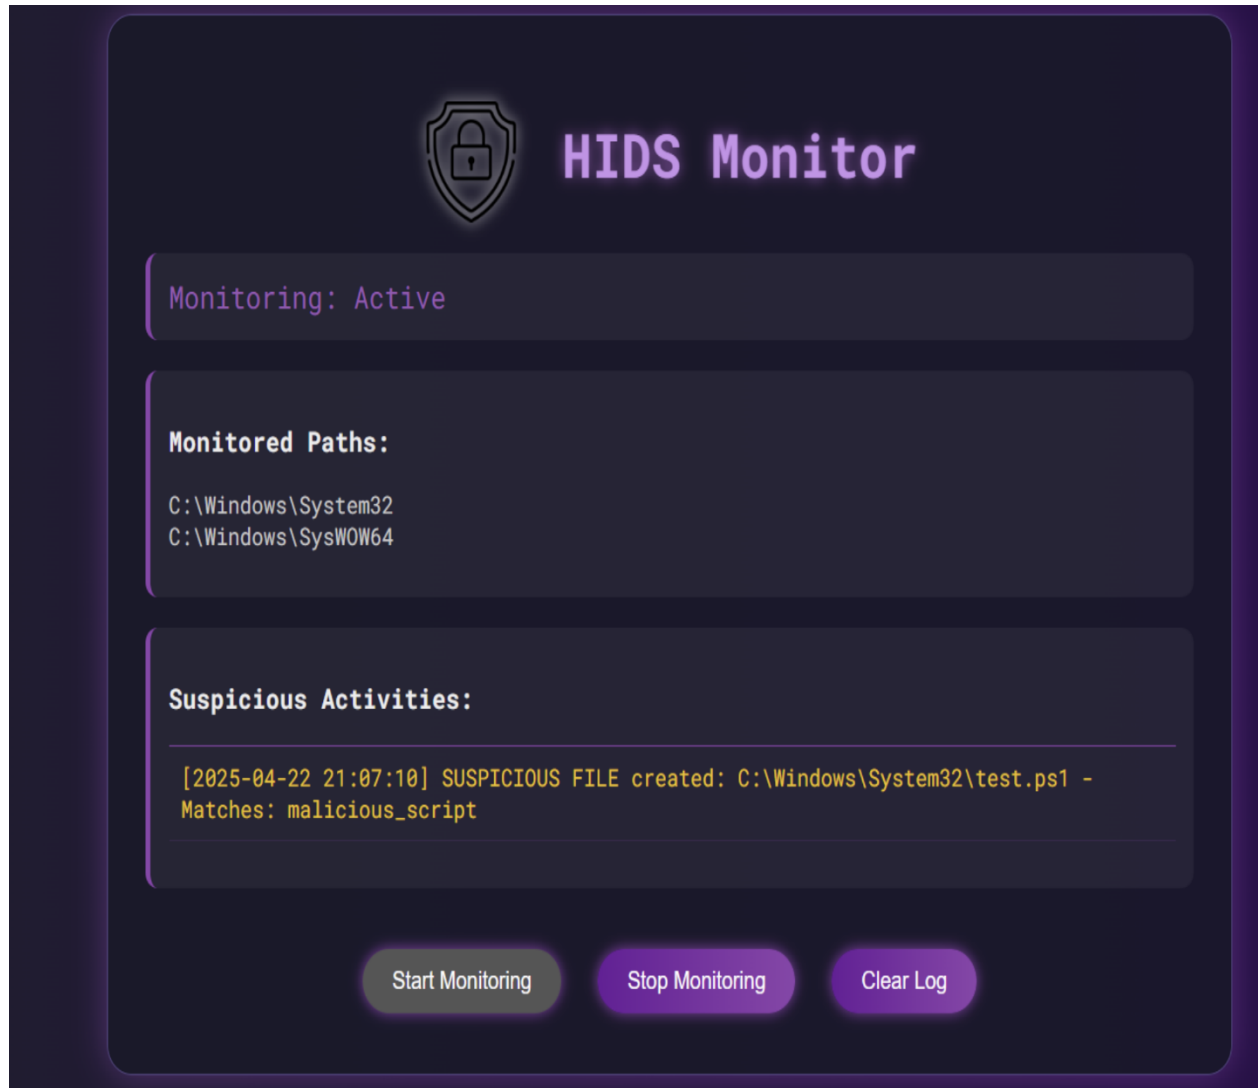 HIDS Monitor
Monitoring: Active
Monitored Paths:
C:\Windows\System32
C:\Windows\SysWOW64
Suspicious Activities:
[2025-04-22 21:07:10] SUSPICIOUS FILE created: C:\Windows\System32\test.ps1 -
Matches: malicious_script
Start Monitoring
Stop Monitoring
Clear Log